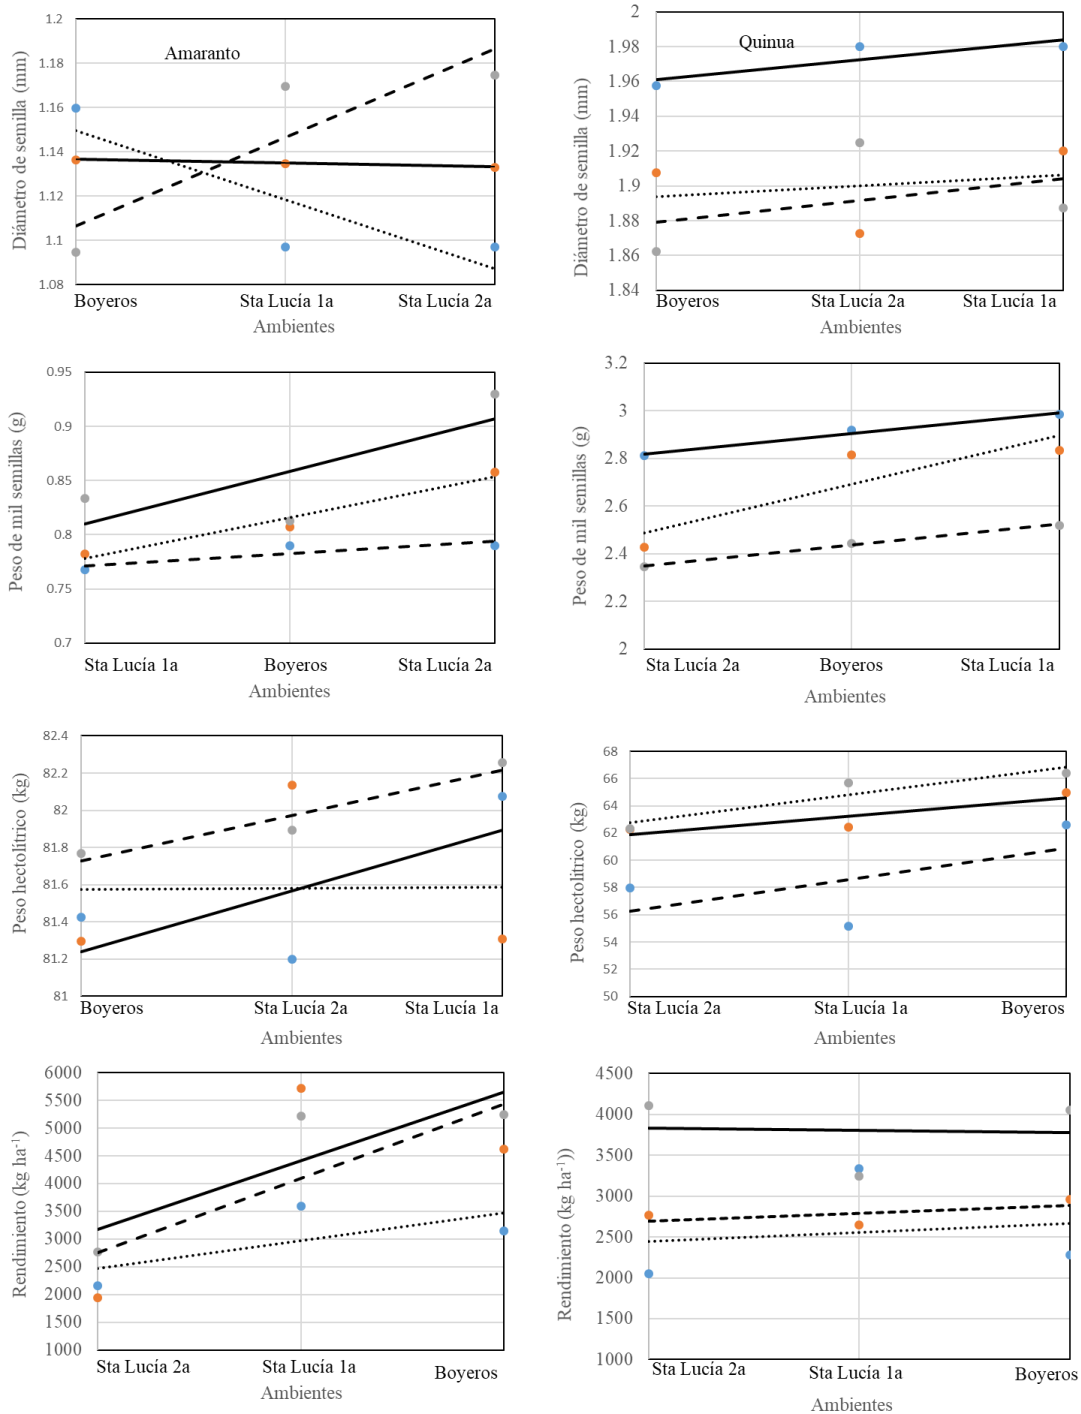 Amaranto
Diámetro de semilla (mm)
1.2
1.18
1.16
1.14
1.12
1.1
1.08
Boyeros
Sta Lucía 1a
Sta Lucía 2a
Ambientes
Quinua
Diámetro de semilla (mm)
2
1.98
1.96
1.94
1.92
1.9
1.88
1.86
1.84
Boyeros
Sta Lucía 2a
Sta Lucía 1a
Ambientes
Peso de mil semillas (g)
0.95
0.9
0.85
0.8
0.75
0.7
Sta Lucía 1a
Boyeros
Sta Lucía 2a
Ambientes
Peso de mil semillas (g)
3.2
3
2.8
2.6
2.4
2.2
2
Sta Lucía 2a
Boyeros
Sta Lucía 1a
Ambientes
Peso hectolítrico (kg)
82.4
82.2
82
81.8
81.6
81.4
81.2
81
Boyeros
Sta Lucía 2a
Sta Lucía 1a
Ambientes
Peso hectolítrico (kg)
68
66
64
62
60
58
56
54
52
50
Sta Lucía 2a
Sta Lucía 1a
Boyeros
Ambientes
Rendimiento (kg ha⁻¹)
6000
5500
5000
4500
4000
3500
3000
2500
2000
1500
1000
Sta Lucía 2a
Sta Lucía 1a
Boyeros
Ambientes
Rendimiento (kg ha⁻¹))
4500
4000
3500
3000
2500
2000
1500
1000
Sta Lucía 2a
Sta Lucía 1a
Boyeros
Ambientes